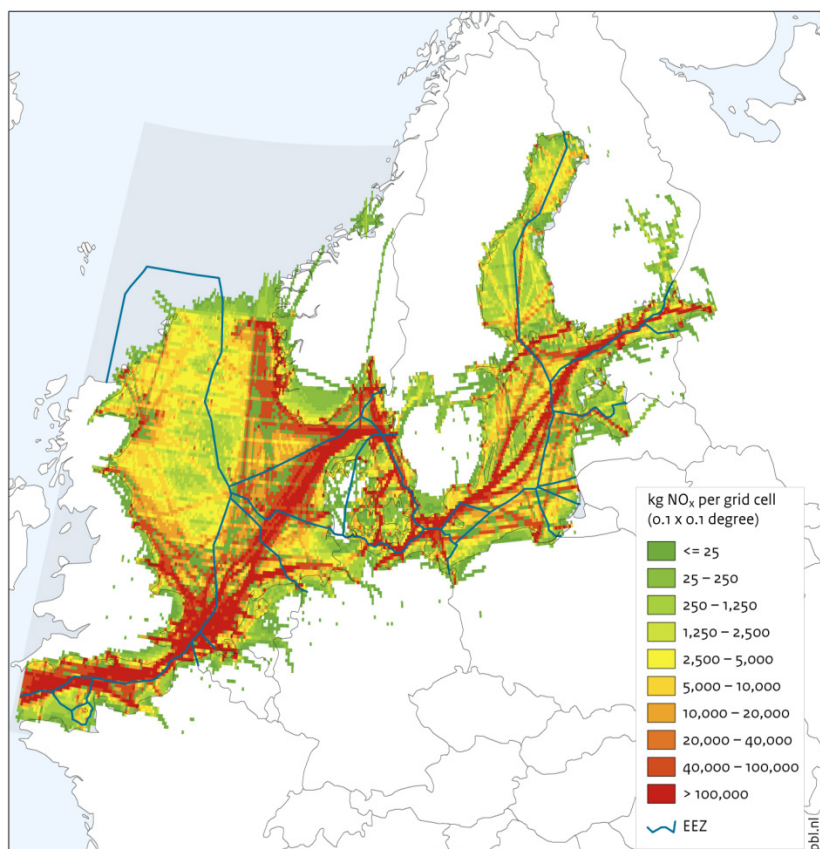 kg NOx per grid cell
(0.1 x 0.1 degree)
<= 25
25 – 250
250 – 1,250
1,250 – 2,500
2,500 – 5,000
5,000 – 10,000
10,000 – 20,000
20,000 – 40,000
40,000 – 100,000
> 100,000
EEZ
pbl.nl